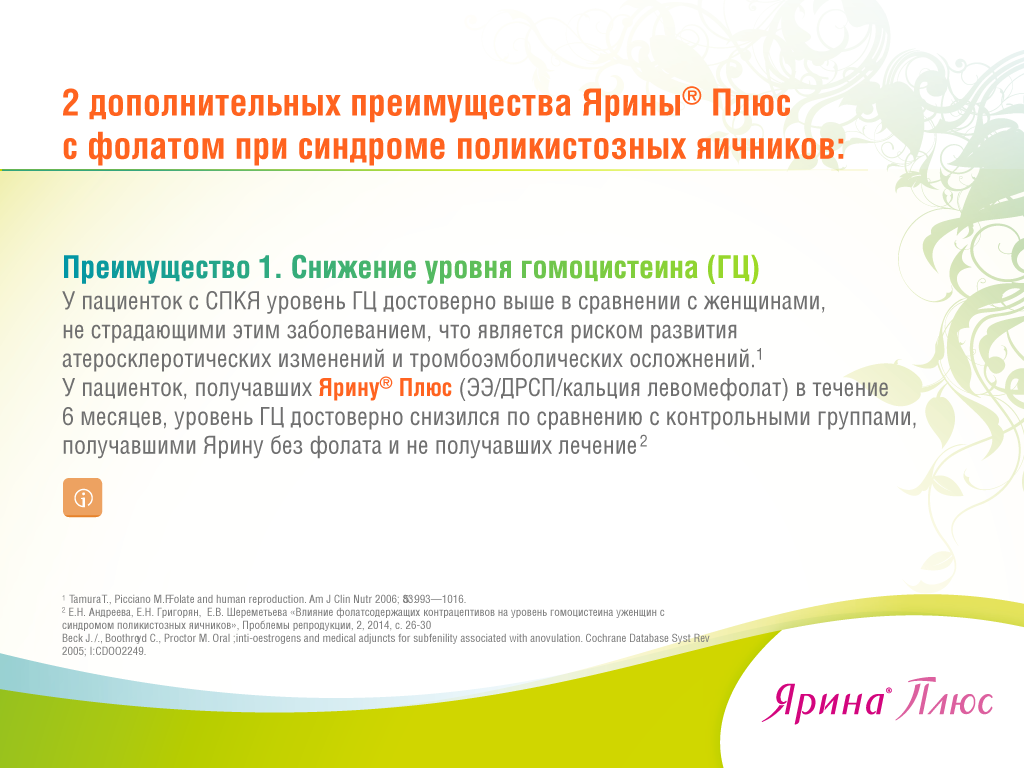 2 дополнительных преимущества Ярины® Плюс
с фолатом при синдроме поликистозных яичников:
Преимущество 1. Снижение уровня гомоцистеина (ГЦ)
У пациенток с СПКЯ уровень ГЦ достоверно выше в сравнении с женщинами,
не страдающими этим заболеванием, что является риском развития
атеросклеротических изменений и тромбоэмболических осложнений.1
У пациенток, получавших Ярину® Плюс (ЭЭ/ДРСП/кальция левомефолат) в течение
6 месяцев, уровень ГЦ достоверно снизился по сравнению с контрольными группами,
получавшими Ярину без фолата и не получавших лечение2
1 Tamura T., Picciano M.F. Folate and human reproduction. Am J Clin Nutr 2006; 83:993—1016.
2 Е.Н. Андреева, Е.Н. Григорян, Е.В. Шереметьева «Влияние фолатсодержащих контрацептивов на уровень гомоцистеина уженщин с
синдромом поликистозных яичников», Проблемы репродукции, 2, 2014, с. 26-30
Beck J./., Boothroyd C., Proctor M. Oral ;inti-oestrogens and medical adjuncts for subfenility associated with anovulation. Cochrane Database Syst Rev
2005; I:CDOO2249.
Ярина® Плюс